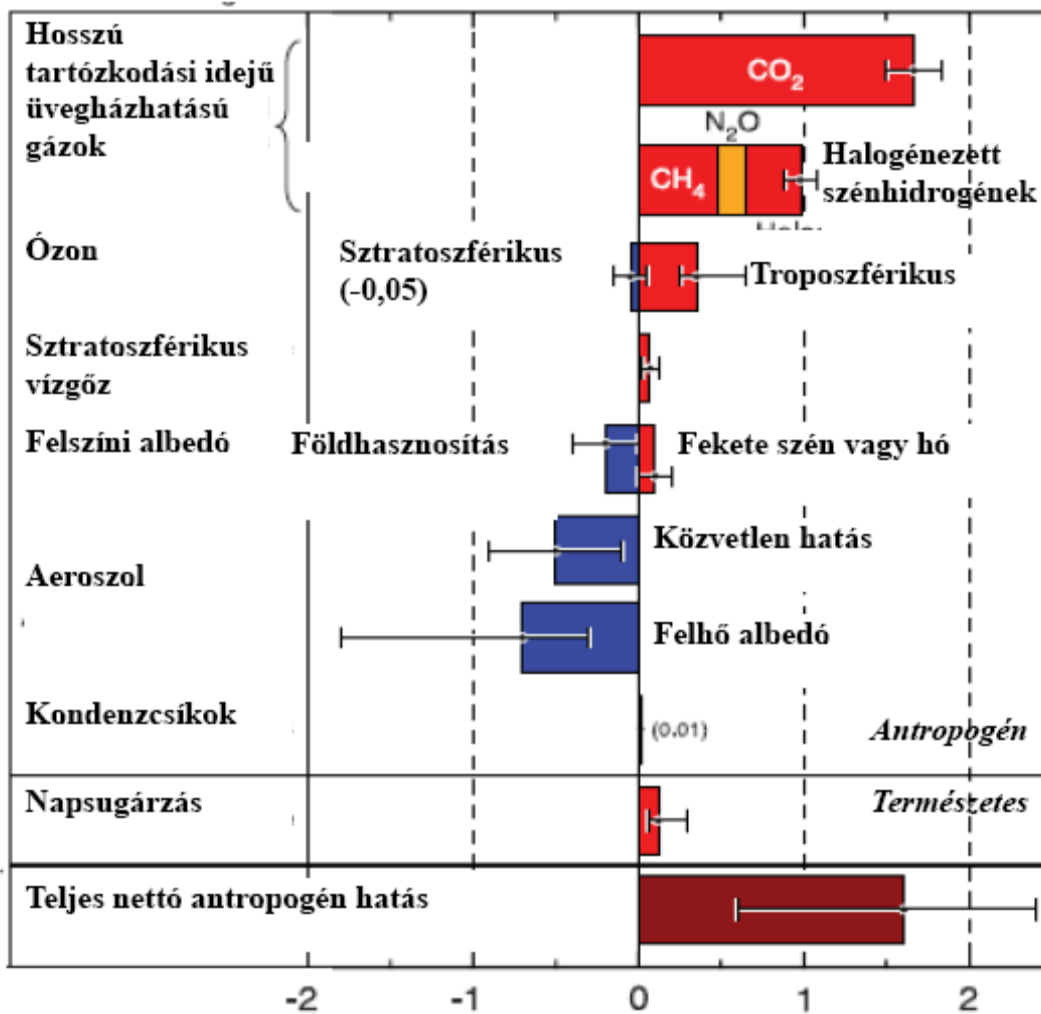 Hosszú
tartózkodási idejű
üvegházhatású
gázok
CO₂
N₂O
CH₄
Halogénezett
szénhidrogének
Ózon
Sztratoszférikus
(-0,05)
Troposzférikus
Sztratoszférikus
vízgőz
Felszíni albedó
Földhasznosítás
Fekete szén vagy hó
Aeroszol
Közvetlen hatás
Felhő albedó
Kondenzcsíkok
(0.01)
Antropogén
Napsugárzás
Természetes
Teljes nettó antropogén hatás
-2 -1 0 1 2